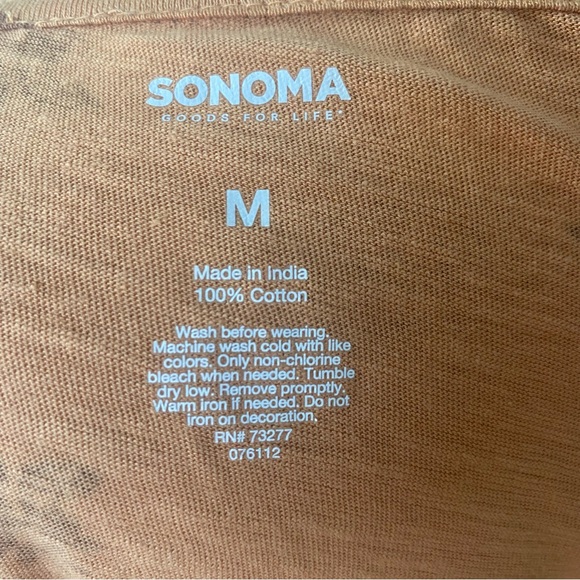 SONOMA
GOODS FOR LIFE™
M
Made in India
100% Cotton
Wash before wearing.
Machine wash cold with like
colors. Only non-chlorine
bleach when needed. Tumble
dry low. Remove promptly.
Warm iron if needed. Do not
iron on decoration.
RN# 73277
076112